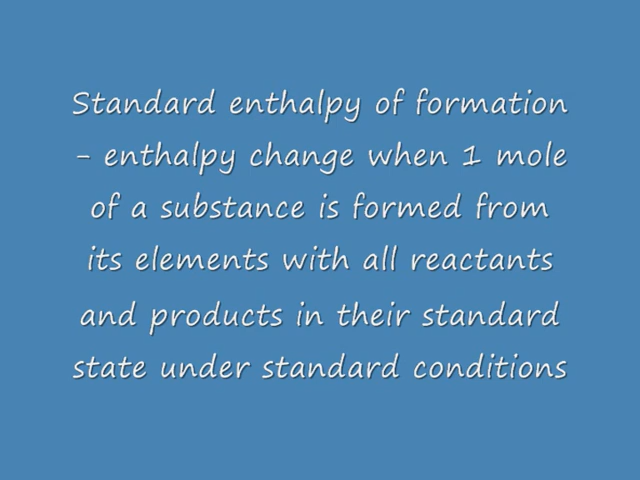 Standard enthalpy of formation
- enthalpy change when 1 mole
of a substance is formed from
its elements with all reactants
and products in their standard
state under standard conditions